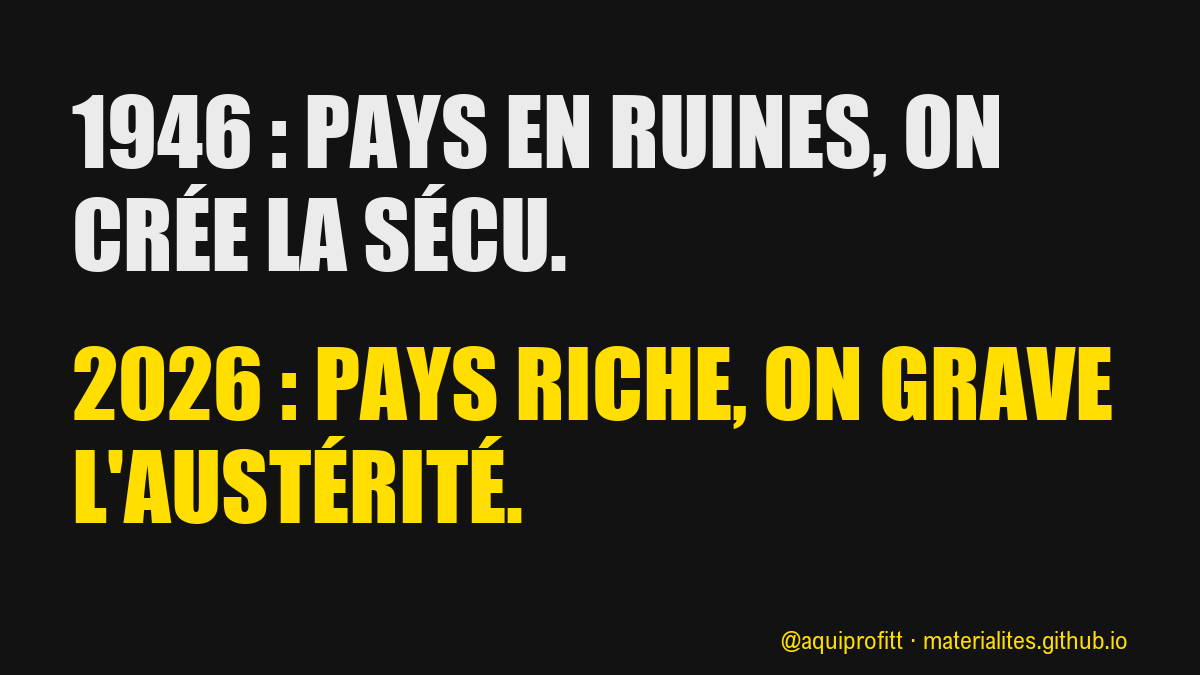 1946 : PAYS EN RUINES, ON
CRÉE LA SÉCU.
2026 : PAYS RICHE, ON GRAVE
L'AUSTÉRITÉ.
@aquiprofitt · materialites.github.io